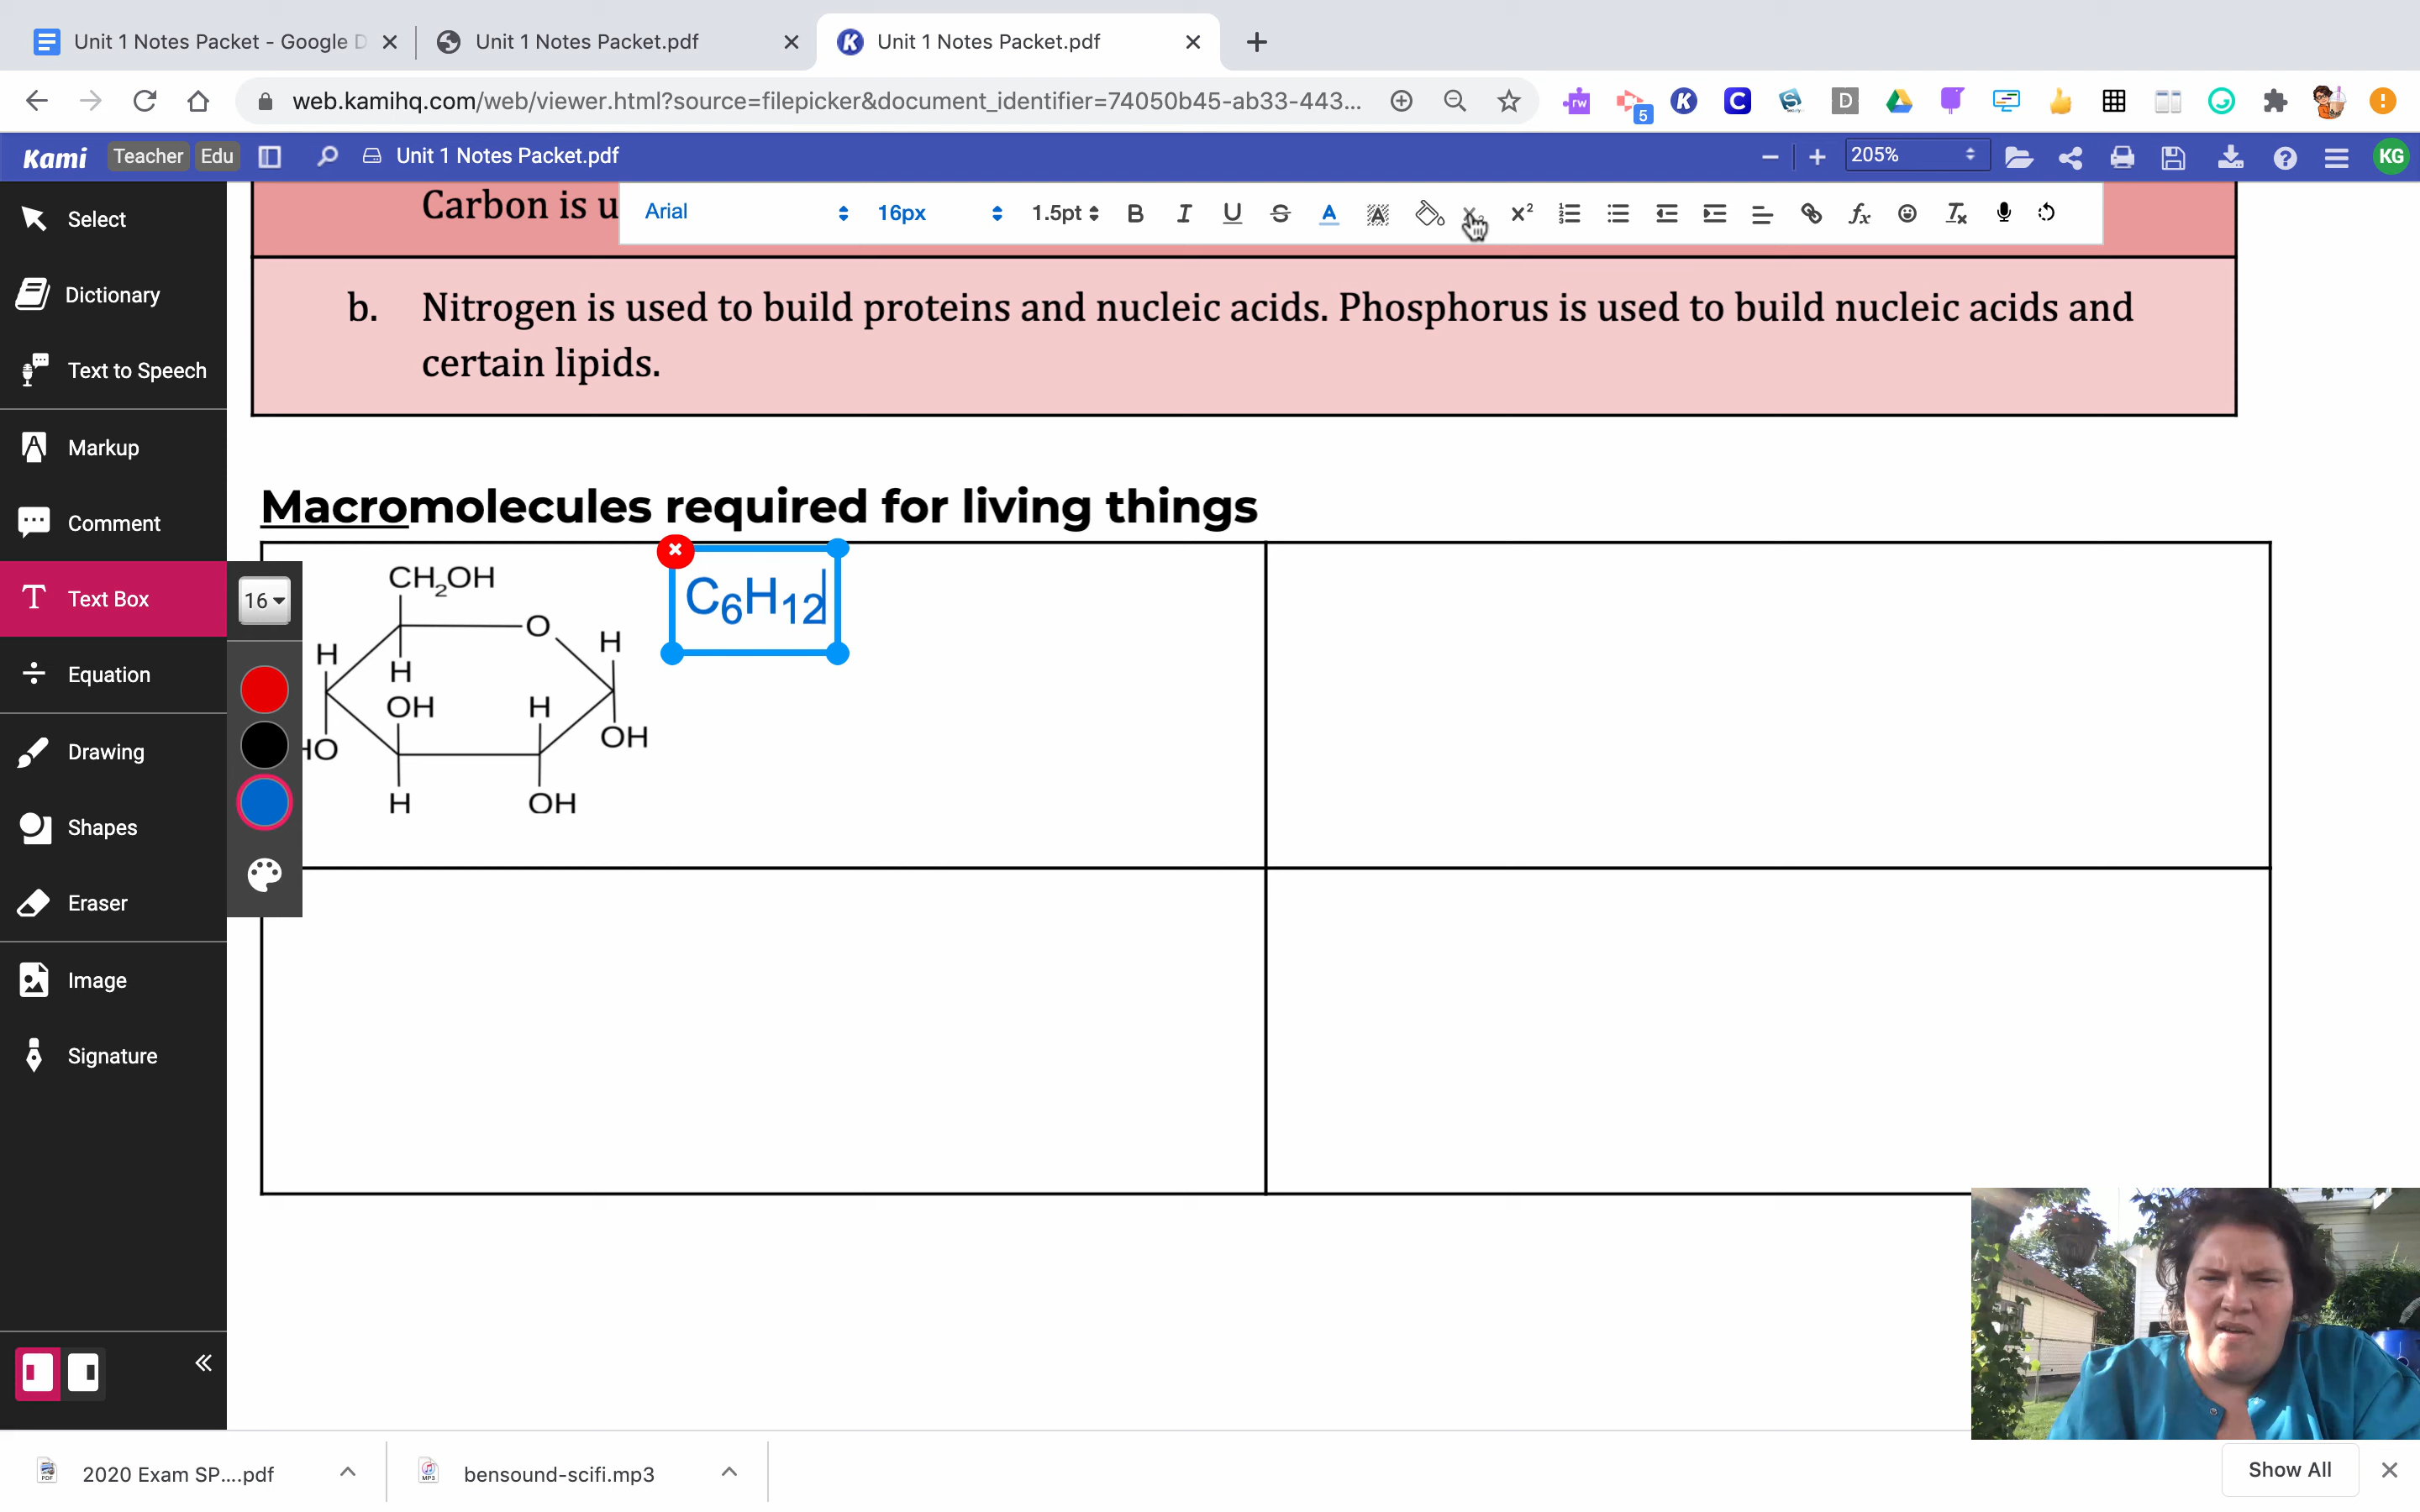 Unit 1 Notes Packet - Google D
Unit 1 Notes Packet.pdf
Unit 1 Notes Packet.pdf
web.kamihq.com/web/viewer.html?source=filepicker&document_identifier=74050b45-ab33-443...
rw
5
K
C
D
Kami Teacher Edu
Unit 1 Notes Packet.pdf
205%
KG
Select
Dictionary
Text to Speech
Markup
Comment
Text Box
Equation
Drawing
Shapes
Eraser
Image
Signature
16
Carbon is u
Arial 16px 1.5pt B I U S A A X² fx Tx
b. Nitrogen is used to build proteins and nucleic acids. Phosphorus is used to build nucleic acids and
certain lipids.
Macromolecules required for living things
CH₂OH
O
H H
H
OH H
HO OH
H OH
C₆H₁₂
2020 Exam SP....pdf
bensound-scifi.mp3
Show All